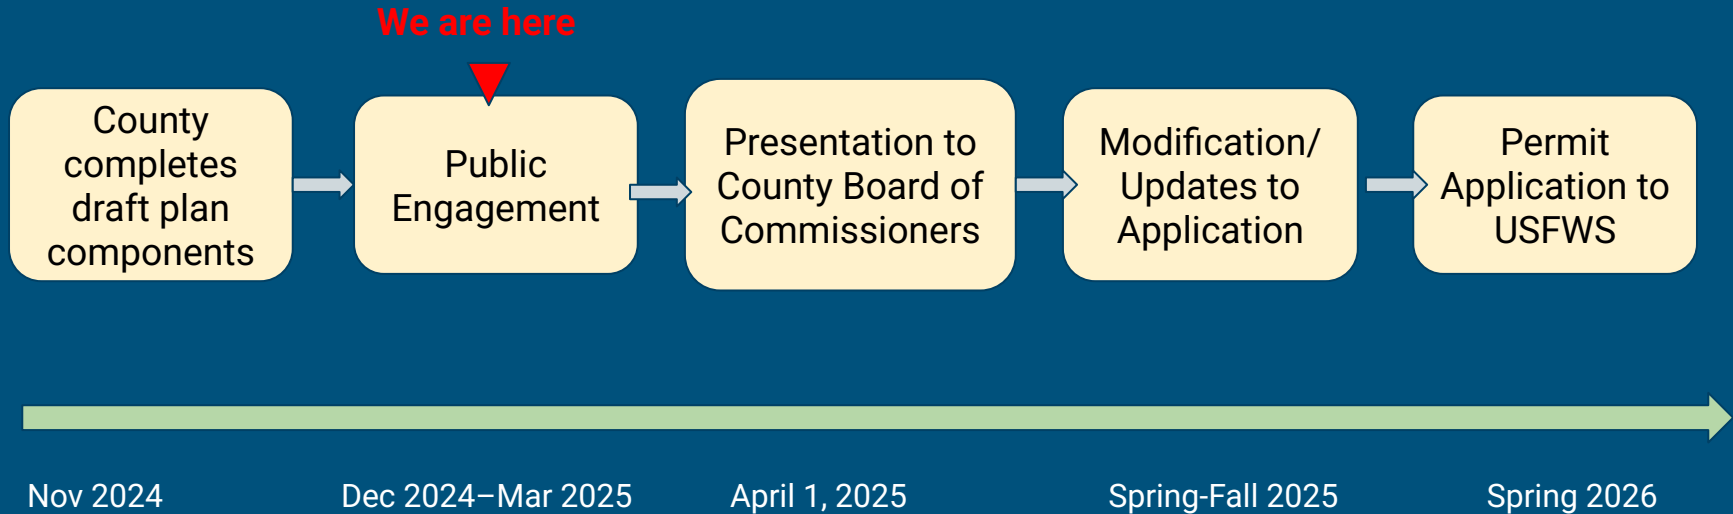 We are here
County
completes
draft plan
components
Public
Engagement
Presentation to
County Board of
Commissioners
Modification/
Updates to
Application
Permit
Application to
USFWS
Nov 2024
Dec 2024–Mar 2025
April 1, 2025
Spring-Fall 2025
Spring 2026